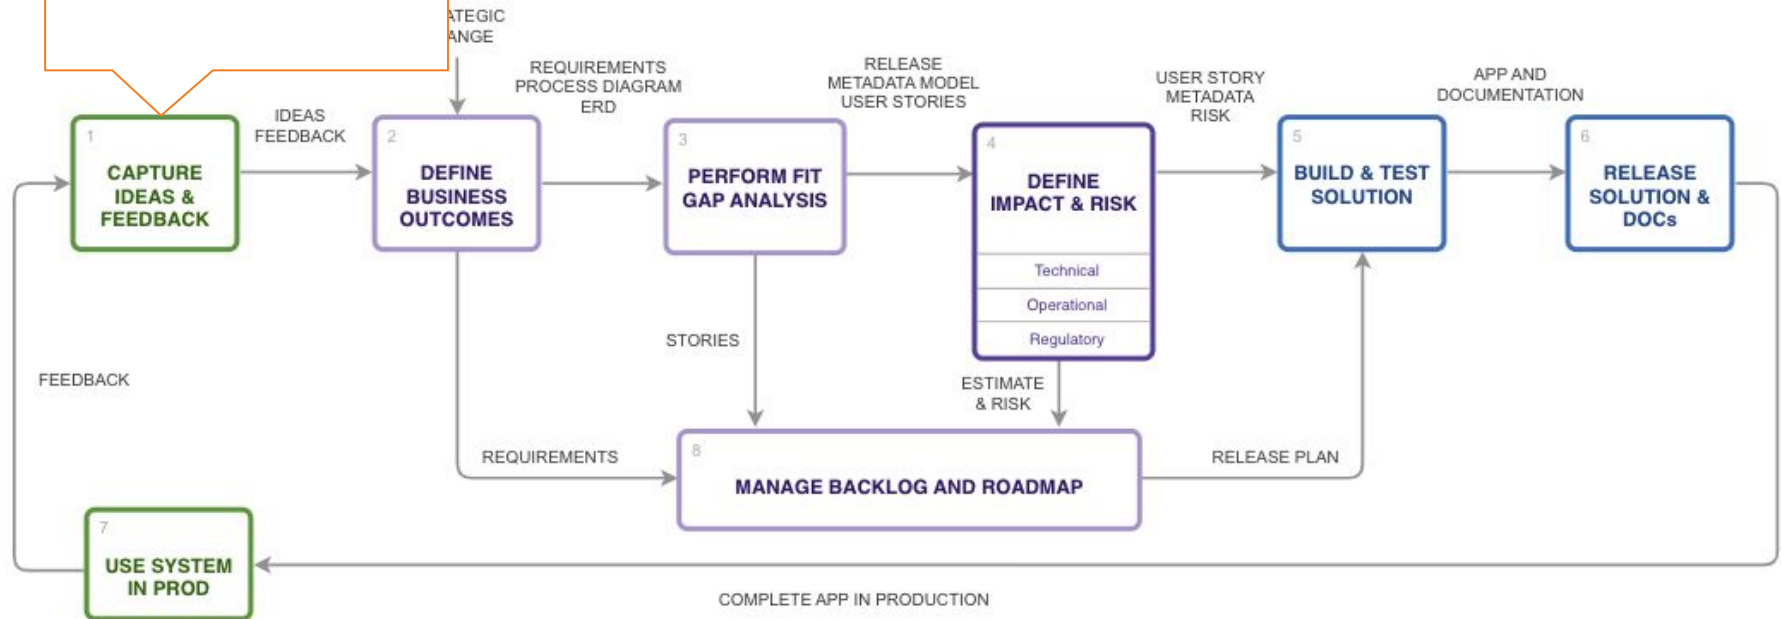 ATEGIC
ANGE
REQUIREMENTS
PROCESS DIAGRAM
ERD
RELEASE
METADATA MODEL
USER STORIES
USER STORY
METADATA
RISK
APP AND
DOCUMENTATION
IDEAS
FEEDBACK
1
CAPTURE
IDEAS &
FEEDBACK
2
DEFINE
BUSINESS
OUTCOMES
3
PERFORM FIT
GAP ANALYSIS
4
DEFINE
IMPACT & RISK
Technical
Operational
Regulatory
5
BUILD & TEST
SOLUTION
6
RELEASE
SOLUTION &
DOCs
STORIES
ESTIMATE
& RISK
FEEDBACK
REQUIREMENTS
8
MANAGE BACKLOG AND ROADMAP
RELEASE PLAN
7
USE SYSTEM
IN PROD
COMPLETE APP IN PRODUCTION